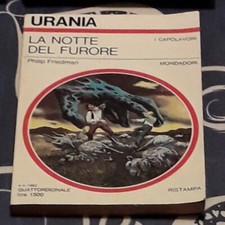 URANIA
LA NOTTE
DEL FURORE
I CAPOLAVORI
Philip Friedman
MONDADORI
QUATTORDICINALE
lire 1500
RISTAMPA